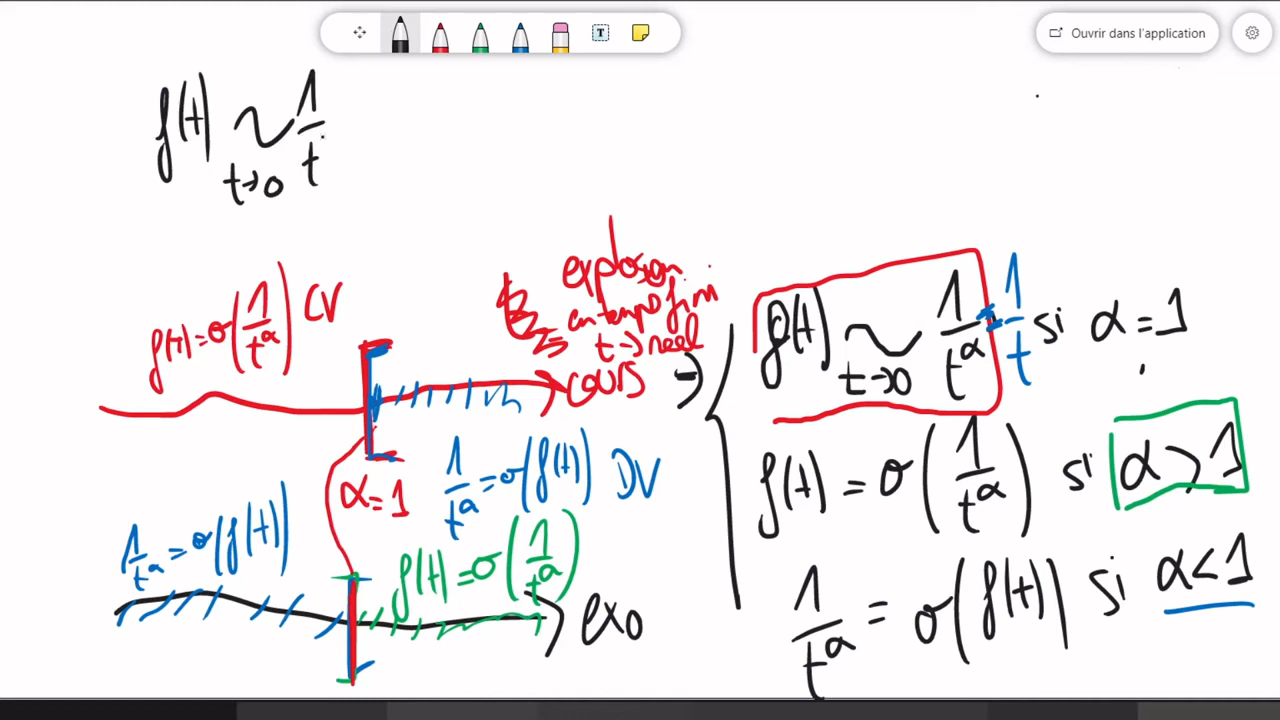 Ouvrir dans l'application
T
f(t) ~ 1/t
t→0
f(t) = o(1/t^α) CV
explosion
en temps fini
t → réel
cours
α = 1
1/t^α = o(f(t)) DV
1/t^α = o(f(t))
f(t) = o(1/t^α)
exo
→ { f(t) ~ 1/t^α = 1/t si α = 1
t→0
f(t) = o(1/t^α) si α > 1
1/t^α = o(f(t)) si α < 1